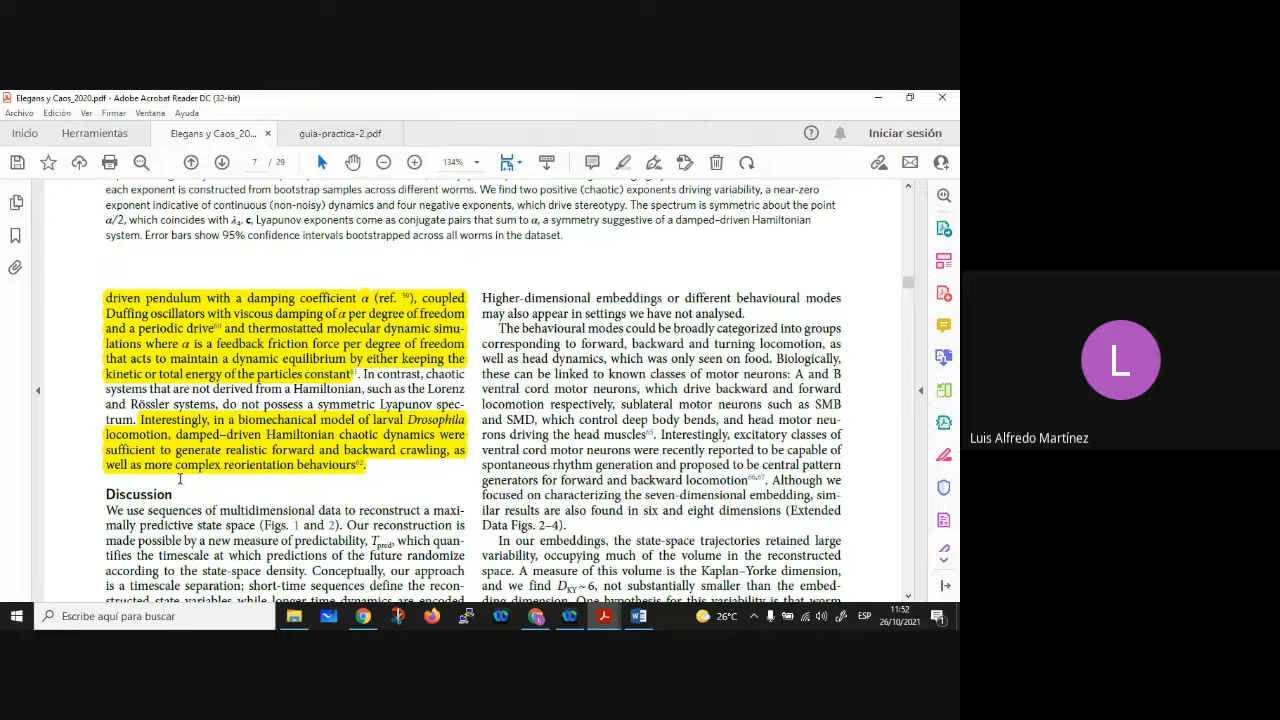 Elegans y Caos_2020.pdf - Adobe Acrobat Reader DC (32-bit)
Archivo Edición Ver Firmar Ventana Ayuda
Inicio Herramientas Elegans y Caos_20... × guia-practica-2.pdf Iniciar sesión
7 / 29 134%
each exponent is constructed from bootstrap samples across different worms. We find two positive (chaotic) exponents driving variability, a near-zero
exponent indicative of continuous (non-noisy) dynamics and four negative exponents, which drive stereotypy. The spectrum is symmetric about the point
α/2, which coincides with λ₄. c, Lyapunov exponents come as conjugate pairs that sum to α, a symmetry suggestive of a damped–driven Hamiltonian
system. Error bars show 95% confidence intervals bootstrapped across all worms in the dataset.
driven pendulum with a damping coefficient α (ref. 59), coupled
Duffing oscillators with viscous damping of α per degree of freedom
and a periodic drive60 and thermostatted molecular dynamic simu-
lations where α is a feedback friction force per degree of freedom
that acts to maintain a dynamic equilibrium by either keeping the
kinetic or total energy of the particles constant61. In contrast, chaotic
systems that are not derived from a Hamiltonian, such as the Lorenz
and Rössler systems, do not possess a symmetric Lyapunov spec-
trum. Interestingly, in a biomechanical model of larval Drosophila
locomotion, damped–driven Hamiltonian chaotic dynamics were
sufficient to generate realistic forward and backward crawling, as
well as more complex reorientation behaviours62.
Discussion
We use sequences of multidimensional data to reconstruct a maxi-
mally predictive state space (Figs. 1 and 2). Our reconstruction is
made possible by a new measure of predictability, Tpred, which quan-
tifies the timescale at which predictions of the future randomize
according to the state-space density. Conceptually, our approach
is a timescale separation; short-time sequences define the recon-
structed state variables while longer-time dynamics are encoded
Higher-dimensional embeddings or different behavioural modes
may also appear in settings we have not analysed.
The behavioural modes could be broadly categorized into groups
corresponding to forward, backward and turning locomotion, as
well as head dynamics, which was only seen on food. Biologically,
these can be linked to known classes of motor neurons: A and B
ventral cord motor neurons, which drive backward and forward
locomotion respectively, sublateral motor neurons such as SMB
and SMD, which control deep body bends, and head motor neu-
rons driving the head muscles65. Interestingly, excitatory classes of
ventral cord motor neurons were recently reported to be capable of
spontaneous rhythm generation and proposed to be central pattern
generators for forward and backward locomotion66,67. Although we
focused on characterizing the seven-dimensional embedding, sim-
ilar results are also found in six and eight dimensions (Extended
Data Figs. 2–4).
In our embeddings, the state-space trajectories retained large
variability, occupying much of the volume in the reconstructed
space. A measure of this volume is the Kaplan–Yorke dimension,
and we find DKY ~ 6, not substantially smaller than the embed-
ding dimension. One hypothesis for this variability is that worm
L
Luis Alfredo Martínez
Escribe aquí para buscar
26°C ESP 11:52
26/10/2021